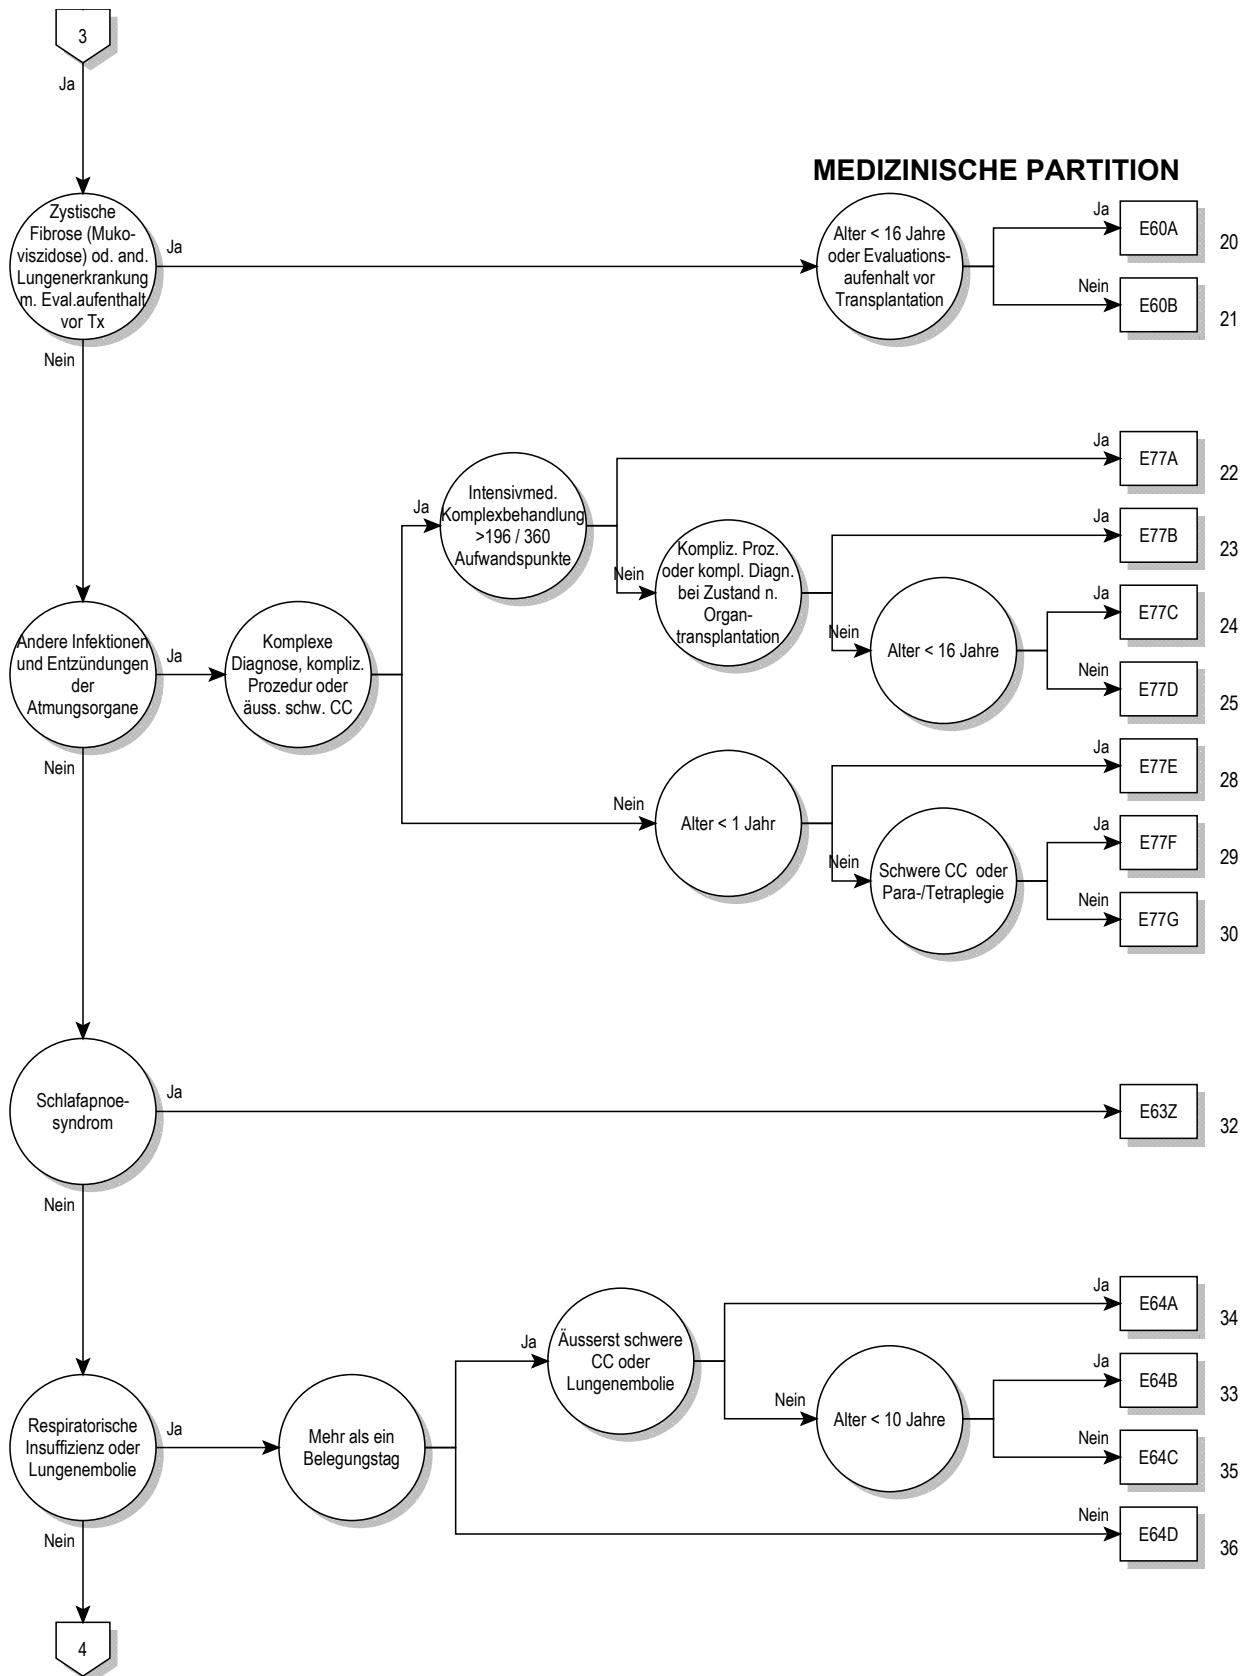 3
Ja
MEDIZINISCHE PARTITION
Zystische
Fibrose (Muko-
viszidose) od. and.
Lungenerkrankung
m. Eval.aufenthalt
vor Tx
Ja
Alter < 16 Jahre
oder Evaluations-
aufenhalt vor
Transplantation
Ja
E60A
20
Nein
E60B
21
Nein
Ja
E77A
22
Ja
Intensivmed.
Komplexbehandlung
>196 / 360
Aufwandspunkte
Nein
Kompliz. Proz.
oder kompl. Diagn.
bei Zustand n.
Organ-
transplantation
Ja
E77B
23
Andere Infektionen
und Entzündungen
der
Atmungsorgane
Ja
Komplexe
Diagnose, kompliz.
Prozedur oder
äuss. schw. CC
Nein
Alter < 16 Jahre
Ja
E77C
24
Nein
E77D
25
Nein
Nein
Alter < 1 Jahr
Ja
E77E
28
Nein
Schwere CC oder
Para-/Tetraplegie
Ja
E77F
29
Nein
E77G
30
Schlafapnoe-
syndrom
Ja
E63Z
32
Nein
Ja
Äusserst schwere
CC oder
Lungenembolie
Ja
E64A
34
Nein
Alter < 10 Jahre
Ja
E64B
33
Nein
E64C
35
Respiratorische
Insuffizienz oder
Lungenembolie
Ja
Mehr als ein
Belegungstag
Nein
E64D
36
Nein
4